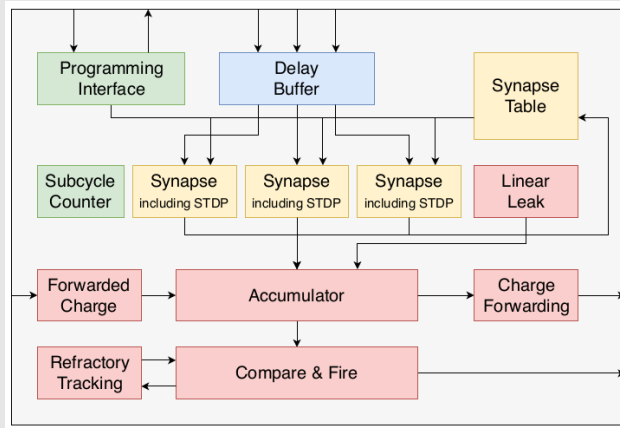 Programming
Interface
Delay
Buffer
Synapse
Table
Subcycle
Counter
Synapse
including STDP
Synapse
including STDP
Synapse
including STDP
Linear
Leak
Forwarded
Charge
Accumulator
Charge
Forwarding
Refractory
Tracking
Compare & Fire